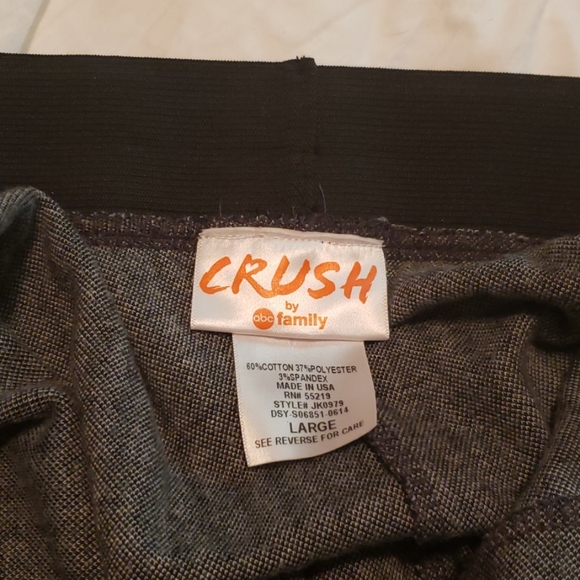 CRUSH
by
abc family
60%COTTON 37%POLYESTER
3%SPANDEX
MADE IN USA
RN# 55219
STYLE# JK0979
DSY-S06851-0614
LARGE
SEE REVERSE FOR CARE